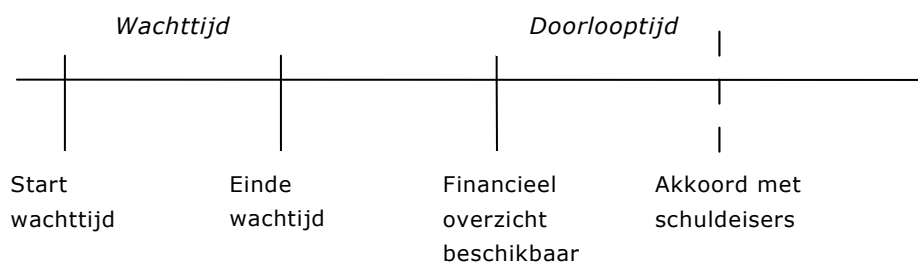 Wachttijd
Doorlooptijd
Start
wachttijd
Einde
wachtijd
Financieel
overzicht
beschikbaar
Akkoord met
schuldeisers